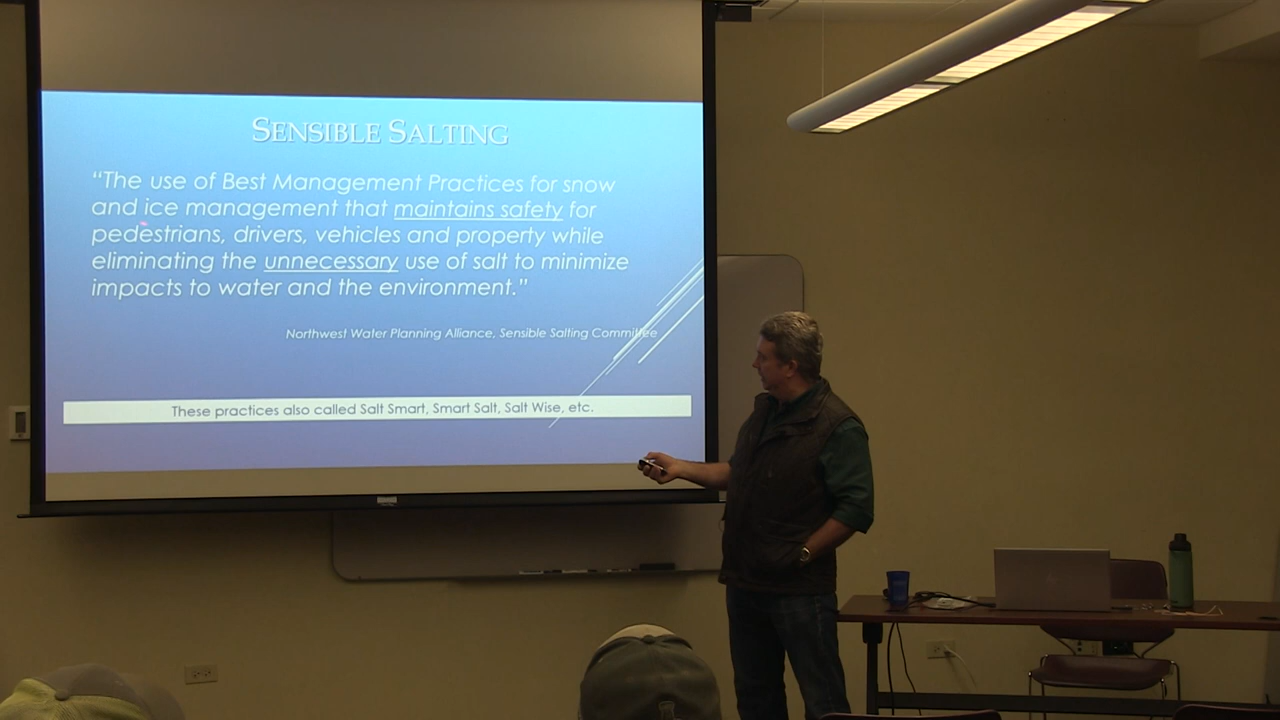 SENSIBLE SALTING
“The use of Best Management Practices for snow
and ice management that maintains safety for
pedestrians, drivers, vehicles and property while
eliminating the unnecessary use of salt to minimize
impacts to water and the environment.”
Northwest Water Planning Alliance, Sensible Salting Committee
These practices also called Salt Smart, Smart Salt, Salt Wise, etc.